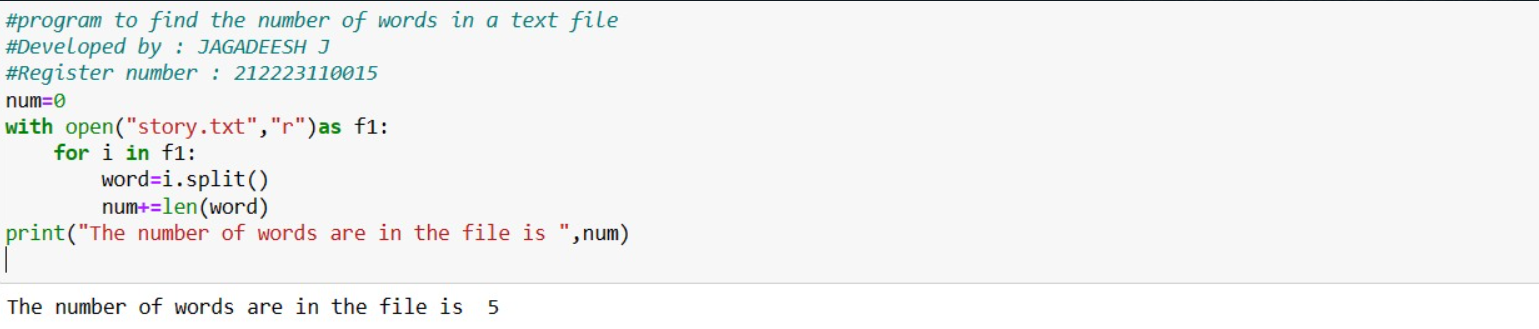 #program to find the number of words in a text file
#Developed by : JAGADEESH J
#Register number : 212223110015
num=0
with open("story.txt","r")as f1:
    for i in f1:
        word=i.split()
        num+=len(word)
print("The number of words are in the file is ",num)
The number of words are in the file is  5